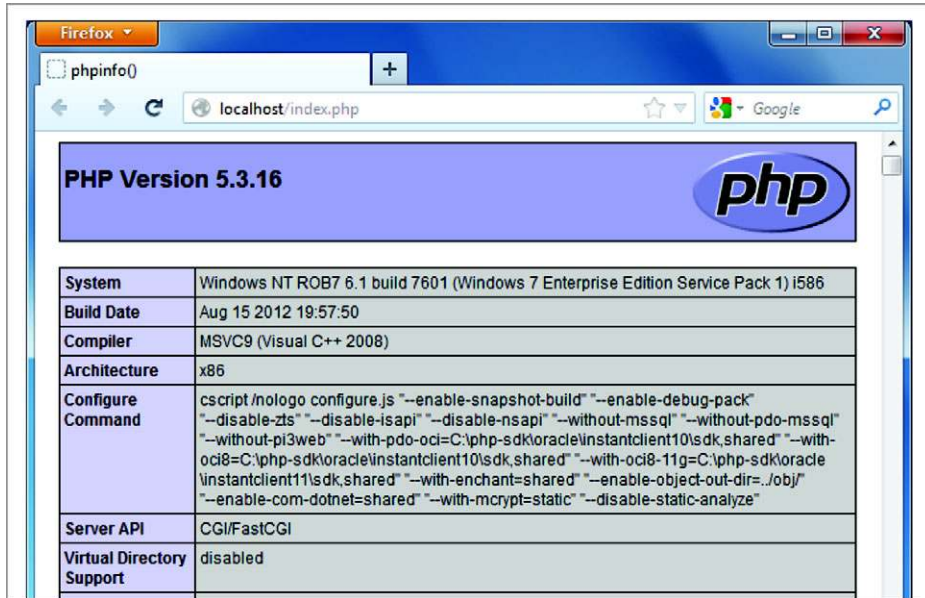 Firefox
phpinfo()
+
localhost/index.php
Google
PHP Version 5.3.16
php
System
Windows NT ROB7 6.1 build 7601 (Windows 7 Enterprise Edition Service Pack 1) i586
Build Date
Aug 15 2012 19:57:50
Compiler
MSVC9 (Visual C++ 2008)
Architecture
x86
Configure
Command
cscript /nologo configure.js "--enable-snapshot-build" "--enable-debug-pack"
"--disable-zts" "--disable-isapi" "--disable-nsapi" "--without-mssql" "--without-pdo-mssql"
"--without-pi3web" "--with-pdo-oci=C:\php-sdk\oracle\instantclient10\sdk,shared" "--with-
oci8=C:\php-sdk\oracle\instantclient10\sdk,shared" "--with-oci8-11g=C:\php-sdk\oracle
\instantclient11\sdk,shared" "--with-enchant=shared" "--enable-object-out-dir=../obj/"
"--enable-com-dotnet=shared" "--with-mcrypt=static" "--disable-static-analyze"
Server API
CGI/FastCGI
Virtual Directory
Support
disabled